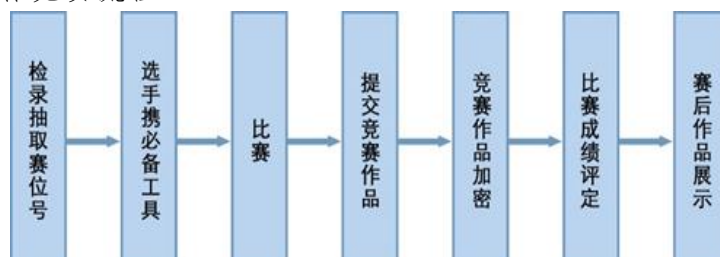 检录抽取赛位号
选手携必备工具
比赛
提交竞赛作品
竞赛作品加密
比赛成绩评定
赛后作品展示